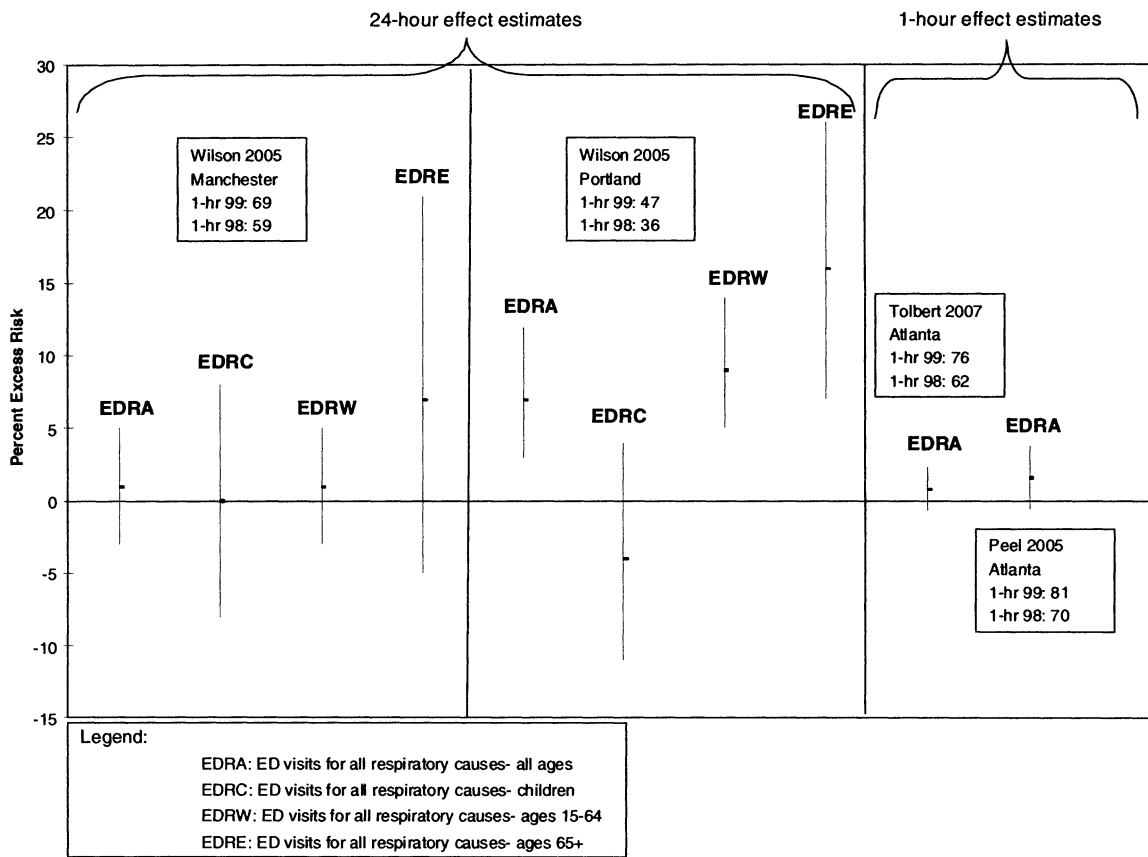 24-hour effect estimates
1-hour effect estimates
Percent Excess Risk
30
25
20
15
10
5
0
-5
-10
-15
Wilson 2005
Manchester
1-hr 99: 69
1-hr 98: 59
EDRA
EDRC
EDRW
EDRE
Wilson 2005
Portland
1-hr 99: 47
1-hr 98: 36
EDRA
EDRC
EDRW
EDRE
Tolbert 2007
Atlanta
1-hr 99: 76
1-hr 98: 62
EDRA
EDRA
Peel 2005
Atlanta
1-hr 99: 81
1-hr 98: 70
Legend:
EDRA: ED visits for all respiratory causes- all ages
EDRC: ED visits for all respiratory causes- children
EDRW: ED visits for all respiratory causes- ages 15-64
EDRE: ED visits for all respiratory causes- ages 65+